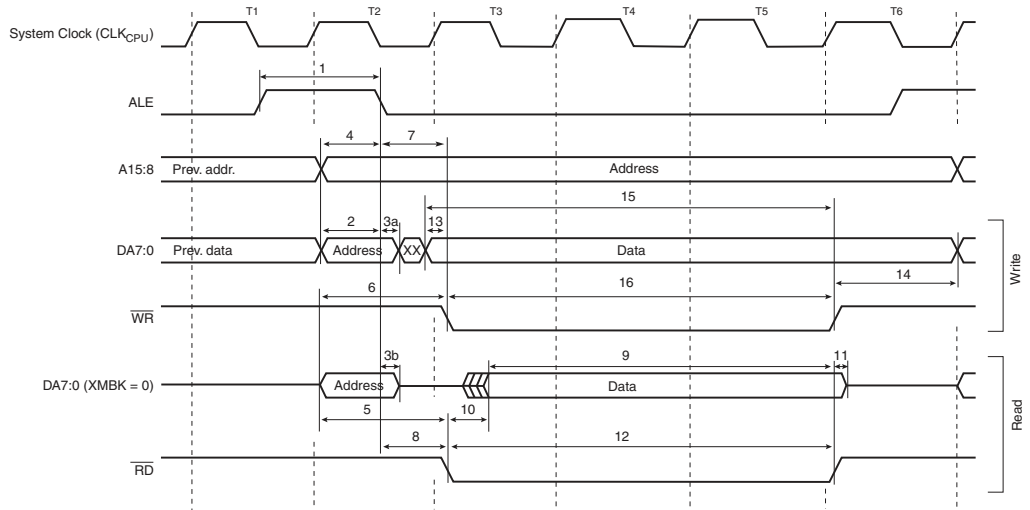 T1 T2 T3 T4 T5 T6
System Clock (CLKCPU)
1
ALE
4 7
A15:8 Prev. addr. Address
15
2 3a 13
DA7:0 Prev. data Address XX Data
6 16 14
WR
Write
3b 9 11
DA7:0 (XMBK = 0) Address Data
5 10
8 12
RD
Read